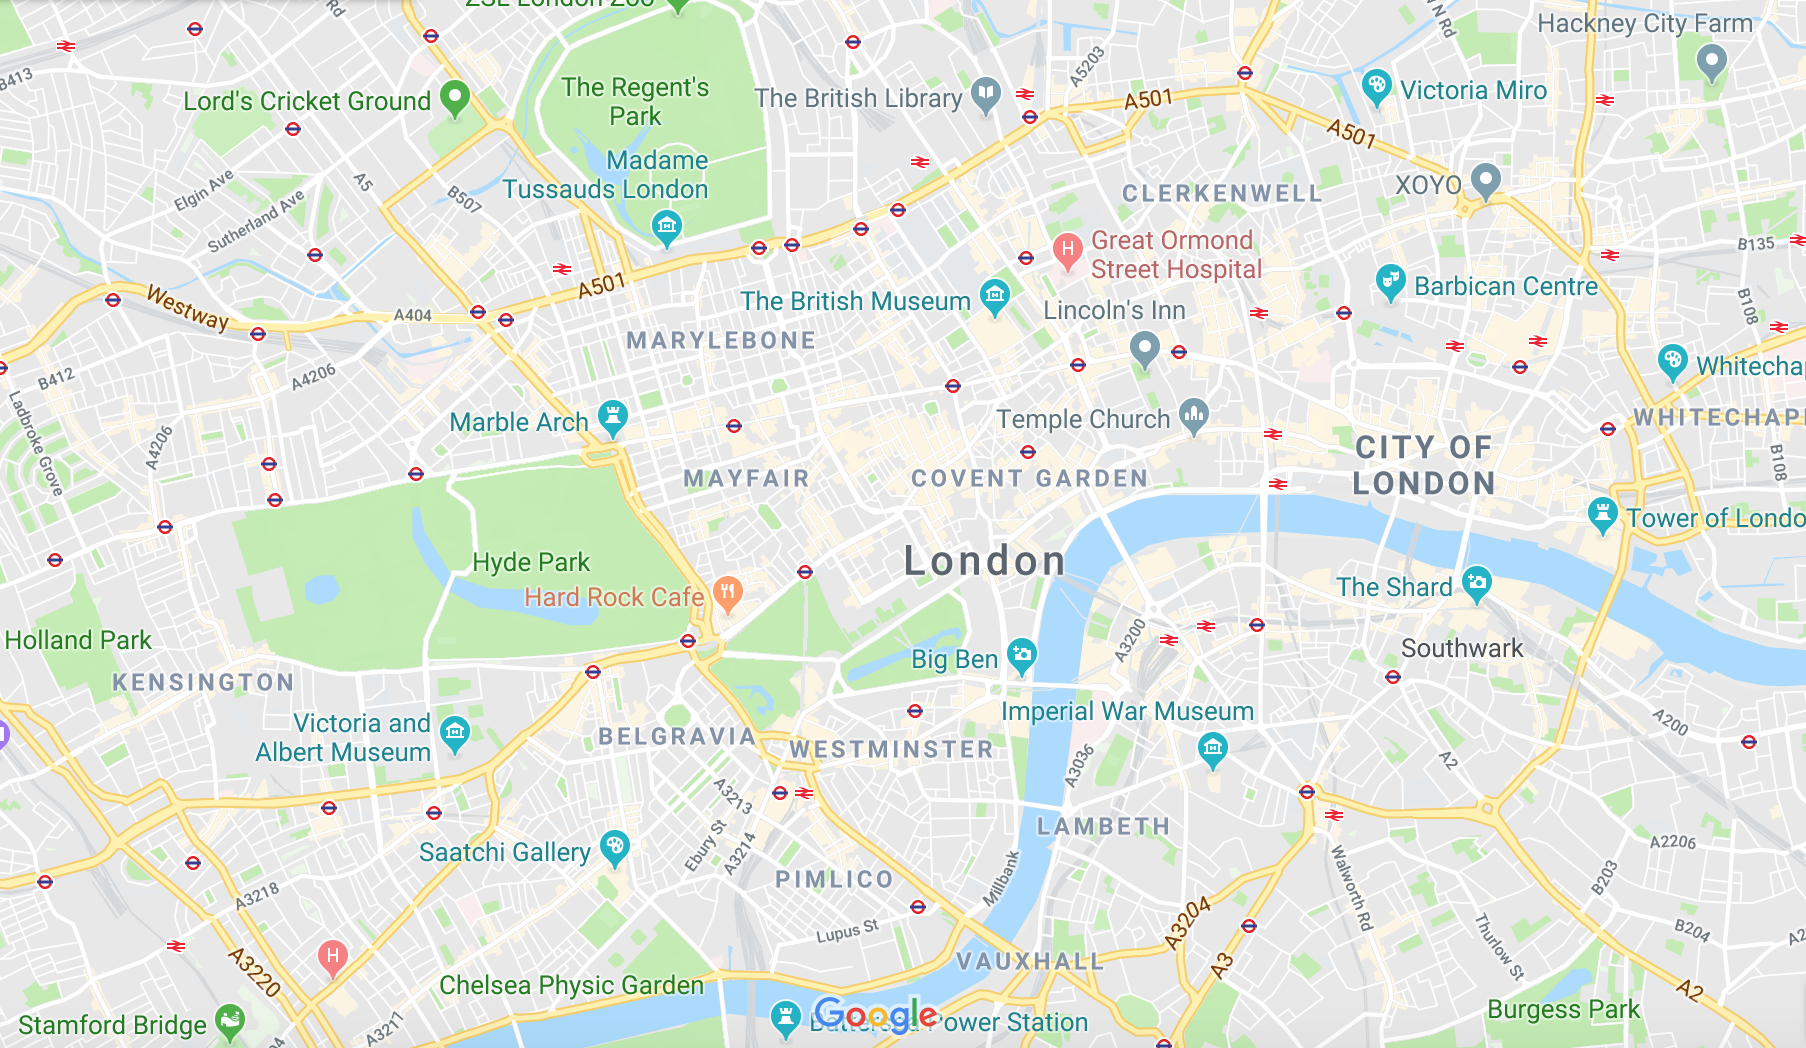 ZSL London Zoo
Rd
N Rd
Hackney City Farm
B413
A5203
The Regent's
Park
Lord's Cricket Ground
The British Library
A501
Victoria Miro
A501
Madame
Tussauds London
Elgin Ave
A5
B507
CLERKENWELL
XOYO
Sutherland Ave
Great Ormond
Street Hospital
B135
Westway
A501
The British Museum
Lincoln's Inn
Barbican Centre
B108
A404
MARYLEBONE
B412
A4206
Whitechap
Ladbroke Grove
Marble Arch
Temple Church
WHITECHAP
A4206
MAYFAIR
COVENT GARDEN
CITY OF
LONDON
B108
Tower of Londo
Hyde Park
London
Hard Rock Cafe
The Shard
Holland Park
A3200
Southwark
Big Ben
KENSINGTON
Imperial War Museum
Victoria and
Albert Museum
BELGRAVIA
WESTMINSTER
A200
A3036
A2
A3213
LAMBETH
Ebury St
A3214
Saatchi Gallery
PIMLICO
Millbank
Walworth Rd
A2206
B203
A3218
Lupus St
A3204
Thurlow St
B204
A2
A3220
VAUXHALL
A3
Chelsea Physic Garden
A2
Stamford Bridge
A3211
Google
Battersea Power Station
Burgess Park